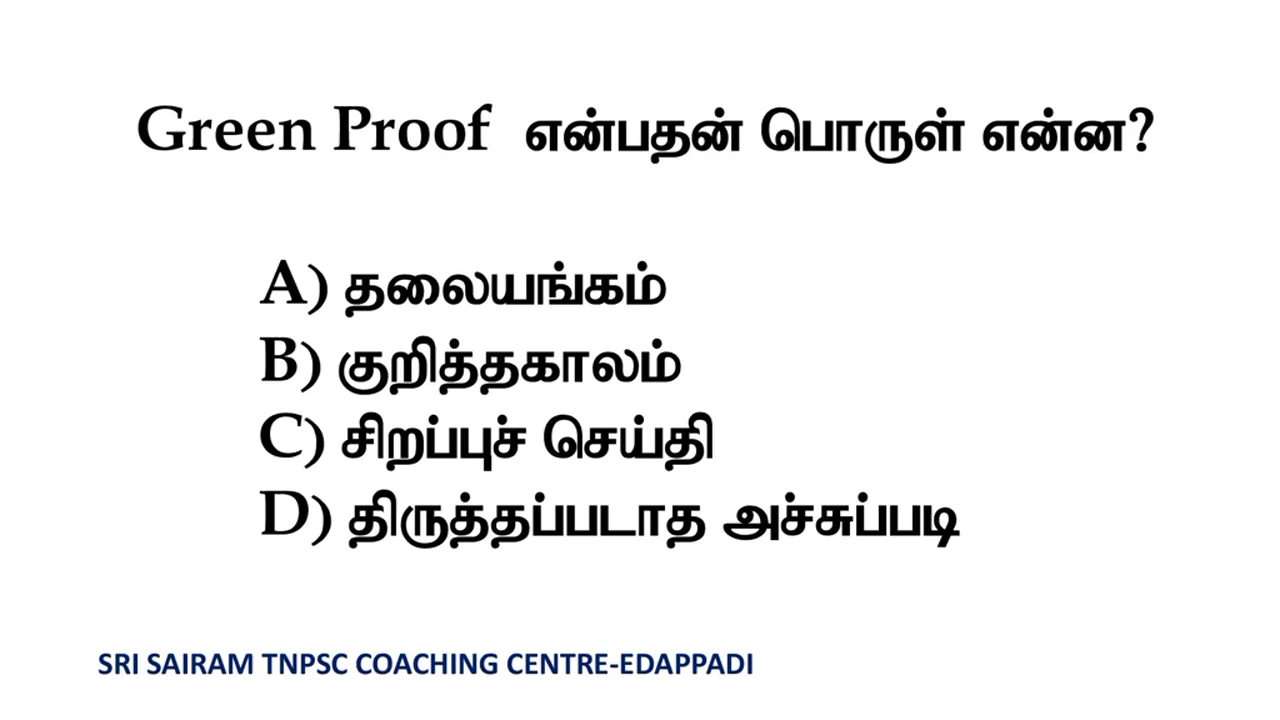 Green Proof என்பதன் பொருள் என்ன?
A) தலையங்கம்
B) குறித்தகாலம்
C) சிறப்புச் செய்தி
D) திருத்தப்படாத அச்சுப்படி
SRI SAIRAM TNPSC COACHING CENTRE-EDAPPADI